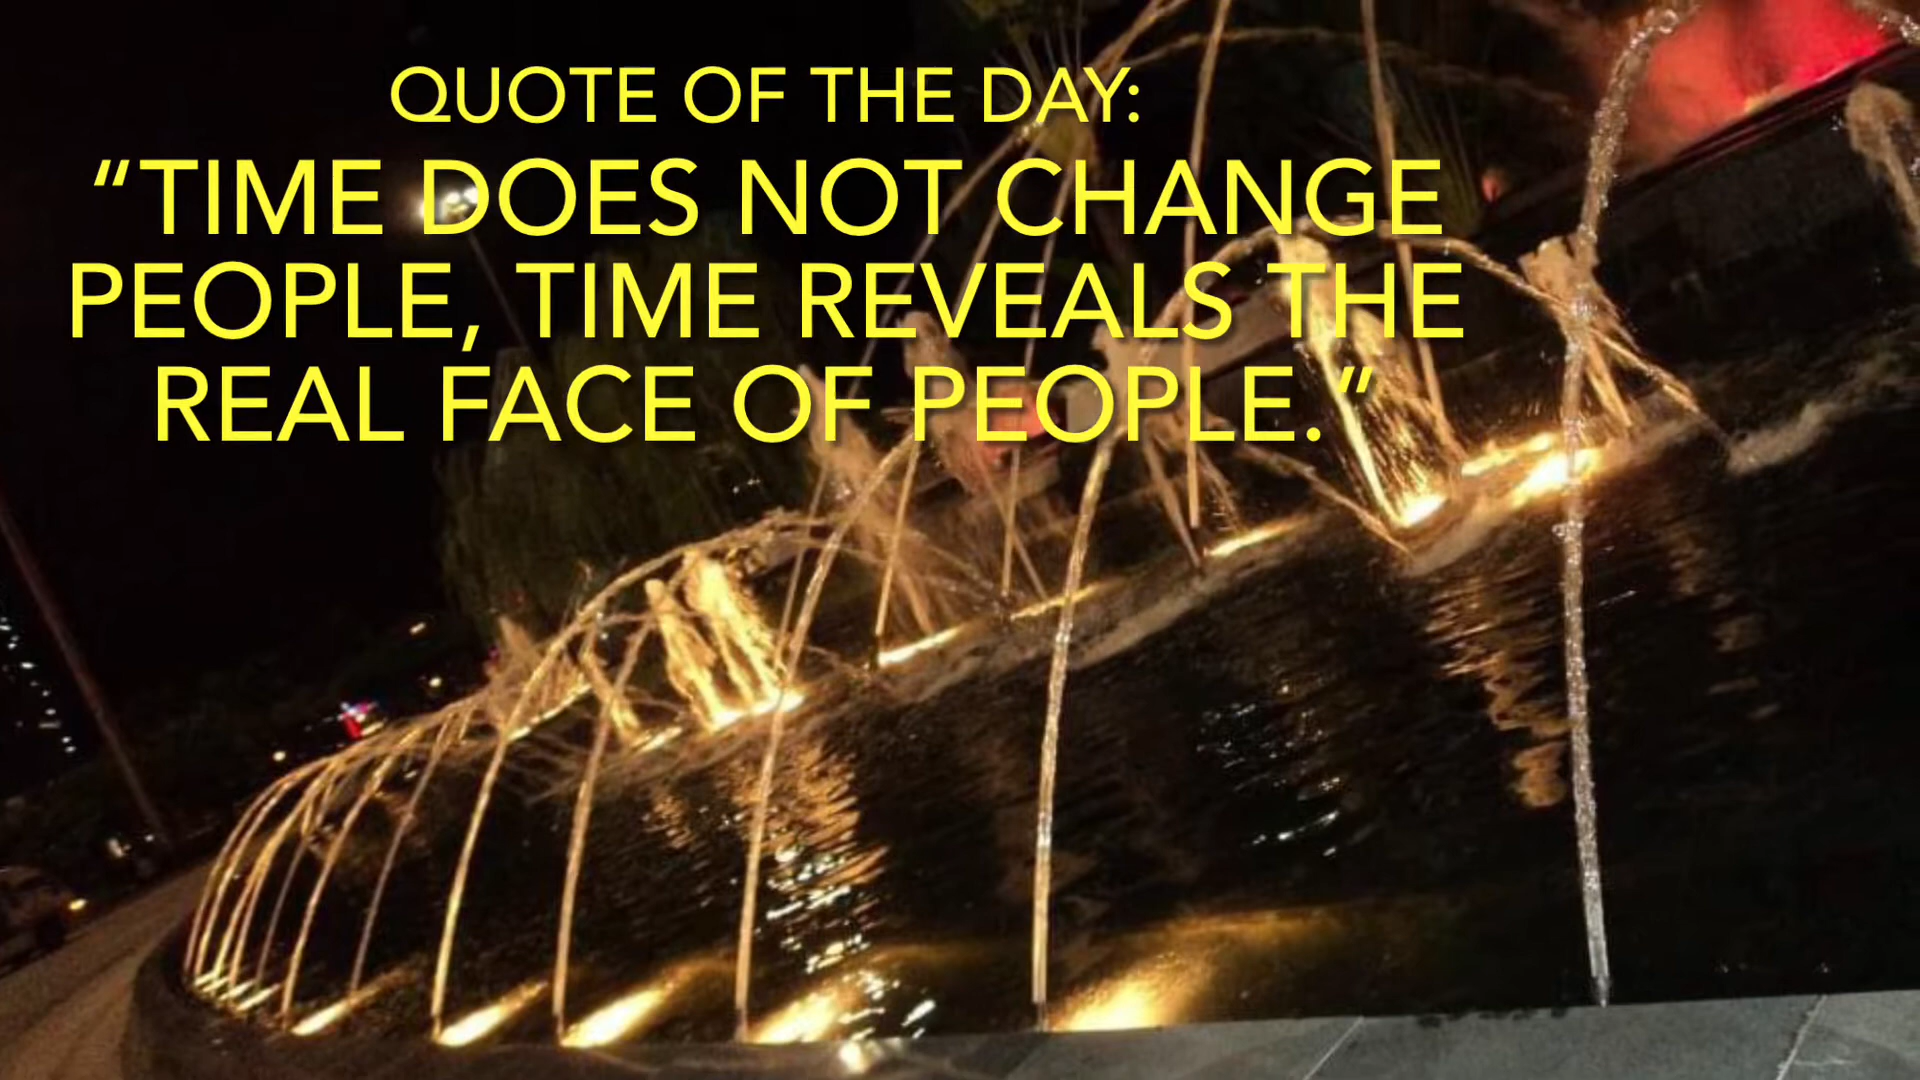 QUOTE OF THE DAY:
“TIME DOES NOT CHANGE
PEOPLE, TIME REVEALS THE
REAL FACE OF PEOPLE.”